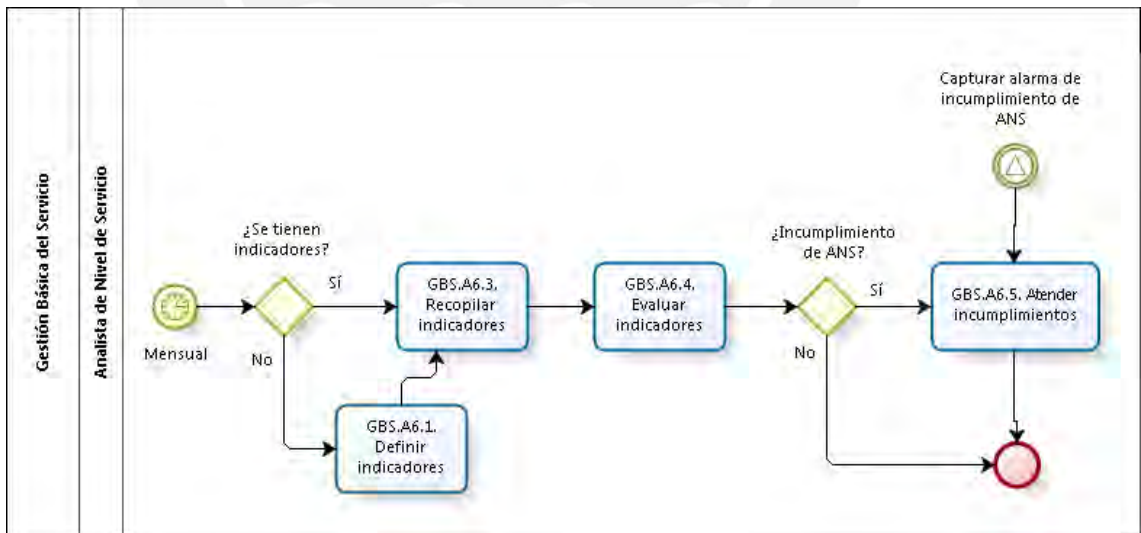 Gestión Básica del Servicio
Analista de Nivel de Servicio
Mensual
¿Se tienen
indicadores?
Sí
No
GBS.A6.1.
Definir
indicadores
GBS.A6.3.
Recopilar
indicadores
GBS.A6.4.
Evaluar
indicadores
¿Incumplimiento
de ANS?
Sí
No
Capturar alarma de
incumplimiento de
ANS
GBS.A6.5. Atender
incumplimientos